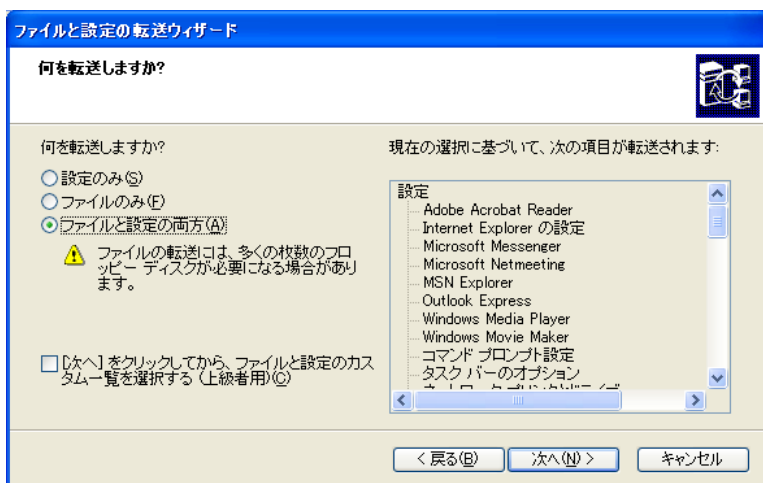 ファイルと設定の転送ウィザード
何を転送しますか?
何を転送しますか?
設定のみ(S)
ファイルのみ(F)
ファイルと設定の両方(A)
ファイルの転送には、多くの枚数のフロ
ッピー ディスクが必要になる場合があり
ます。
[次へ] をクリックしてから、ファイルと設定のカス
タム一覧を選択する (上級者用)(C)
現在の選択に基づいて、次の項目が転送されます:
設定
Adobe Acrobat Reader
Internet Explorer の設定
Microsoft Messenger
Microsoft Netmeeting
MSN Explorer
Outlook Express
Windows Media Player
Windows Movie Maker
コマンド プロンプト設定
タスク バーのオプション
< 戻る(B)
次へ(N) >
キャンセル